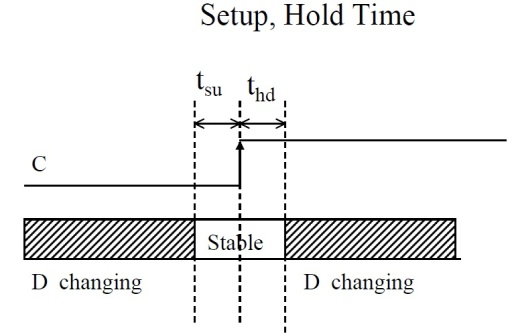 Setup, Hold Time
tsu thd
C
Stable
D changing D changing